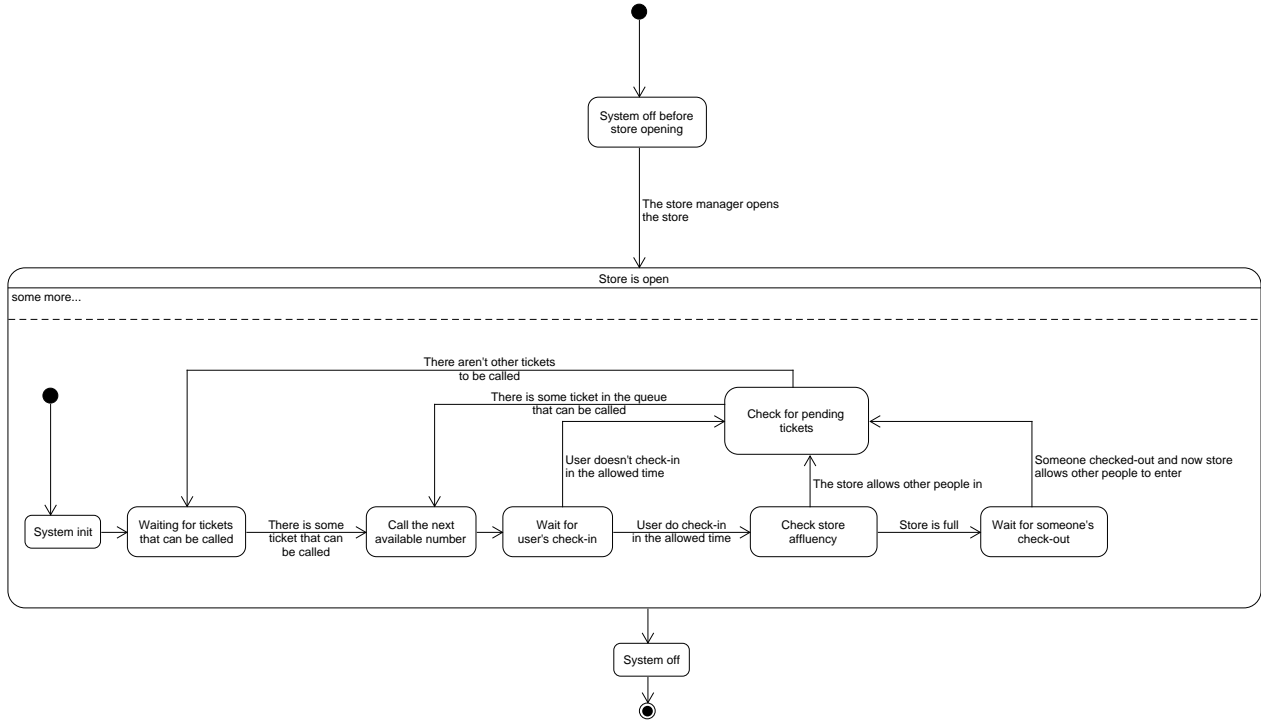 System off before
store opening
The store manager opens
the store
Store is open
some more...
There aren't other tickets
to be called
There is some ticket in the queue
that can be called
Check for pending
tickets
User doesn't check-in
in the allowed time
Someone checked-out and now store
allows other people to enter
The store allows other people in
System init
Waiting for tickets
that can be called
There is some
ticket that can
be called
Call the next
available number
Wait for
user's check-in
User do check-in
in the allowed time
Check store
affluency
Store is full
Wait for someone's
check-out
System off